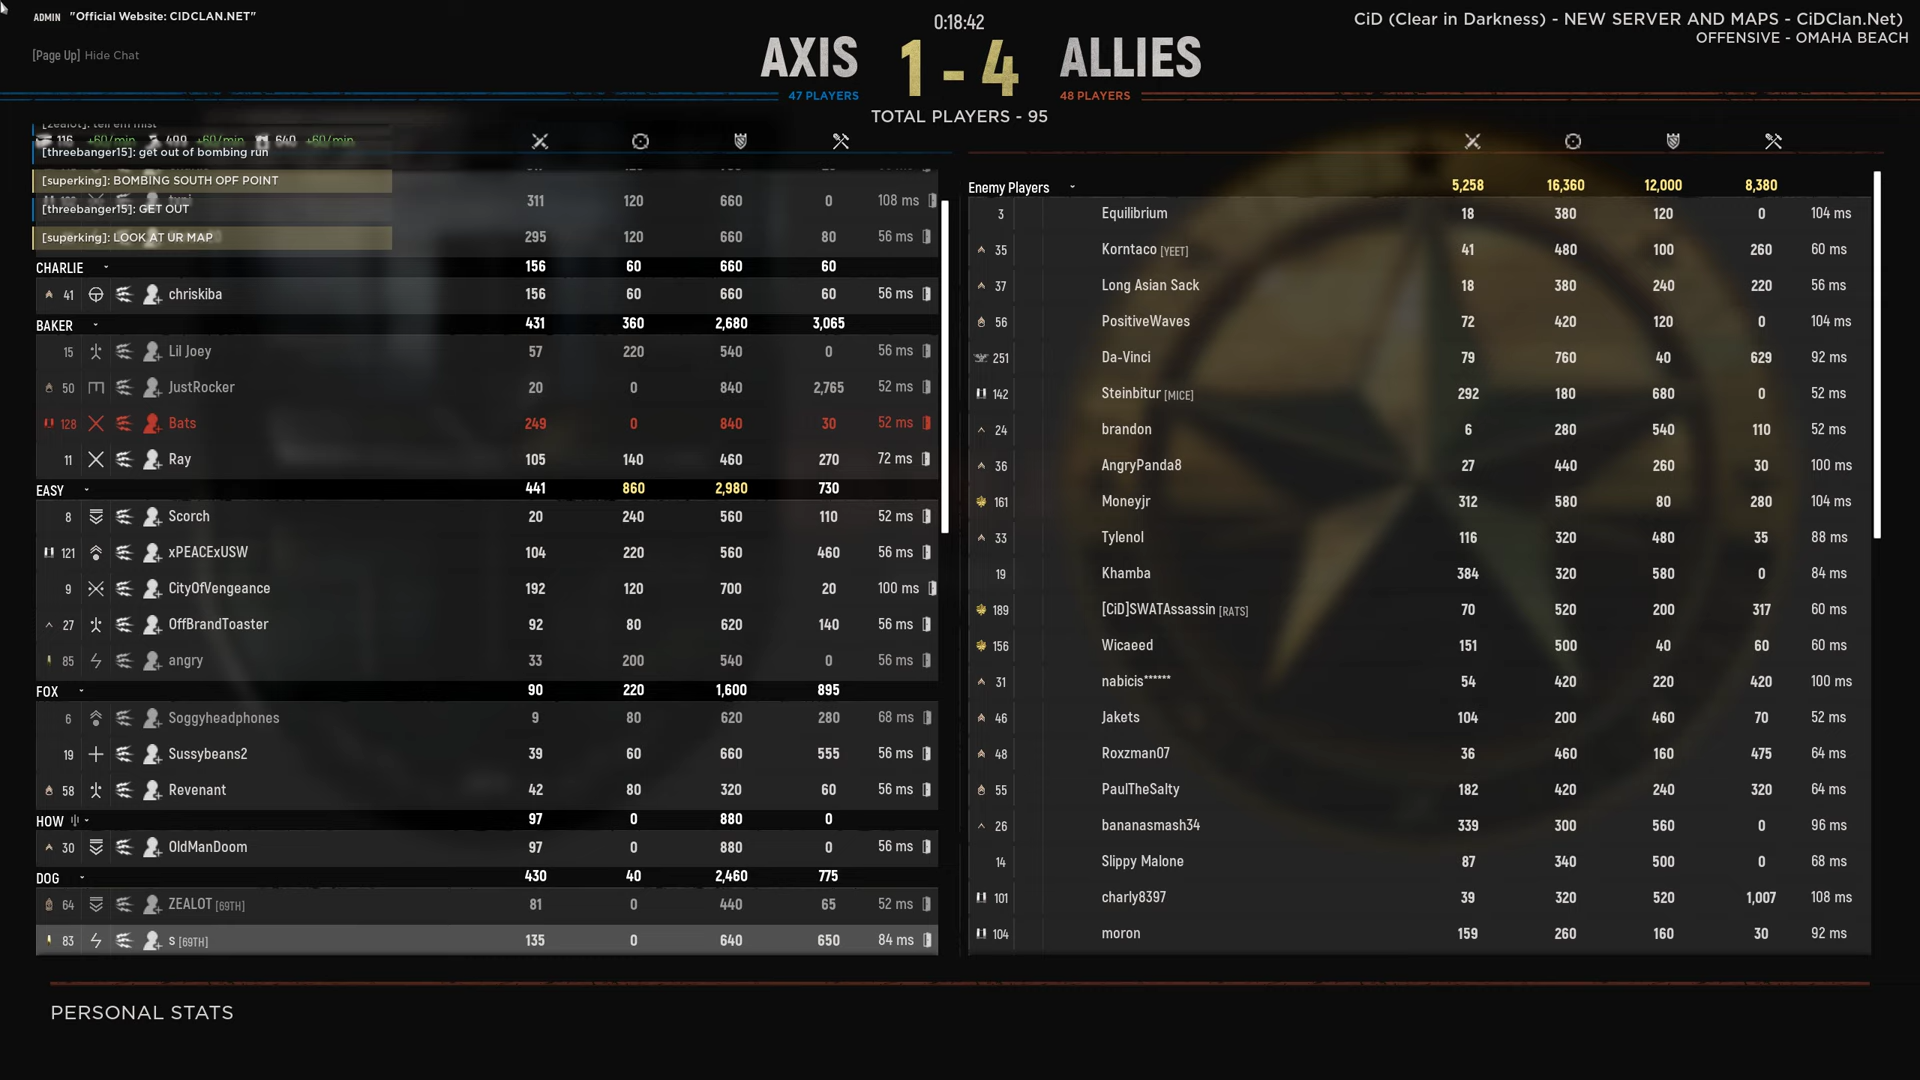 ADMIN "Official Website: CIDCLAN.NET"
[Page Up] Hide Chat
0:18:42
AXIS 1 - 4 ALLIES
47 PLAYERS 48 PLAYERS
TOTAL PLAYERS - 95
CiD (Clear in Darkness) - NEW SERVER AND MAPS - CiDClan.Net)
OFFENSIVE - OMAHA BEACH
[zealot]: tell em mist
116 +60/min 499 +60/min 640 +60/min
[threebanger15]: get out of bombing run
[superking]: BOMBING SOUTH OPF POINT
[threebanger15]: GET OUT
[superking]: LOOK AT UR MAP
311 120 660 0 108 ms
295 120 660 80 56 ms
CHARLIE 156 60 660 60
41 chriskiba 156 60 660 60 56 ms
BAKER 431 360 2,680 3,065
15 Lil Joey 57 220 540 0 56 ms
50 JustRocker 20 0 840 2,765 52 ms
128 Bats 249 0 840 30 52 ms
11 Ray 105 140 460 270 72 ms
EASY 441 860 2,980 730
8 Scorch 20 240 560 110 52 ms
121 xPEACExUSW 104 220 560 460 56 ms
9 CityOfVengeance 192 120 700 20 100 ms
27 OffBrandToaster 92 80 620 140 56 ms
85 angry 33 200 540 0 56 ms
FOX 90 220 1,600 895
6 Soggyheadphones 9 80 620 280 68 ms
19 Sussybeans2 39 60 660 555 56 ms
58 Revenant 42 80 320 60 56 ms
HOW 97 0 880 0
30 OldManDoom 97 0 880 0 56 ms
DOG 430 40 2,460 775
64 ZEALOT [69TH] 81 0 440 65 52 ms
83 s [69TH] 135 0 640 650 84 ms
Enemy Players 5,258 16,360 12,000 8,380
3 Equilibrium 18 380 120 0 104 ms
35 Korntaco [YEET] 41 480 100 260 60 ms
37 Long Asian Sack 18 380 240 220 56 ms
56 PositiveWaves 72 420 120 0 104 ms
251 Da-Vinci 79 760 40 629 92 ms
142 Steinbitur [MICE] 292 180 680 0 52 ms
24 brandon 6 280 540 110 52 ms
36 AngryPanda8 27 440 260 30 100 ms
161 Moneyjr 312 580 80 280 104 ms
33 Tylenol 116 320 480 35 88 ms
19 Khamba 384 320 580 0 84 ms
189 [CiD]SWATAssassin [RATS] 70 520 200 317 60 ms
156 Wicaeed 151 500 40 60 60 ms
31 nabicis****** 54 420 220 420 100 ms
46 Jakets 104 200 460 70 52 ms
48 Roxzman07 36 460 160 475 64 ms
55 PaulTheSalty 182 420 240 320 64 ms
26 bananasmash34 339 300 560 0 96 ms
14 Slippy Malone 87 340 500 0 68 ms
101 charly8397 39 320 520 1,007 108 ms
104 moron 159 260 160 30 92 ms
PERSONAL STATS